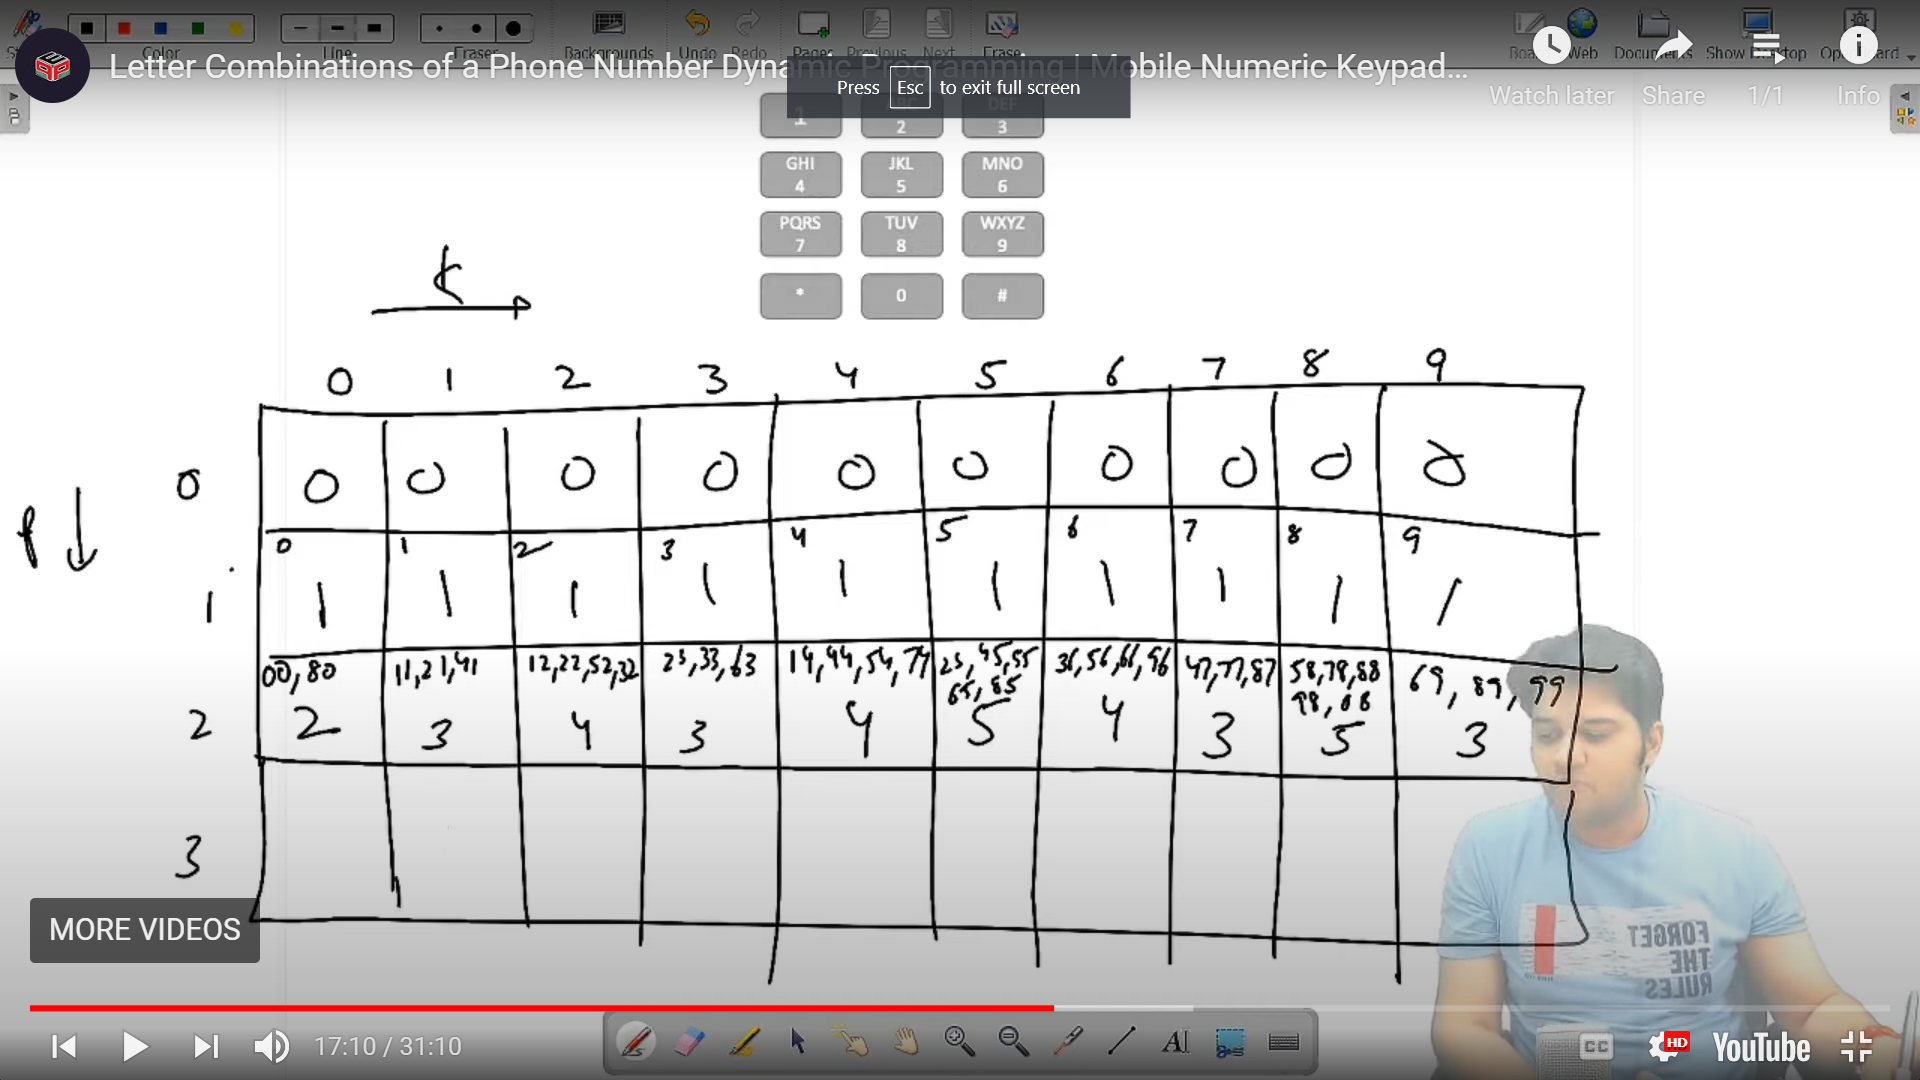 Color Line Eraser Backgrounds Undo Redo Pages Previous Next Erase Board Web Documents Show Desktop
Letter Combinations of a Phone Number Dynamic Programming | Mobile Numeric Keypad...
Press Esc to exit full screen
Watch later Share 1/1 Info
1 ABC 2 DEF 3
GHI 4 JKL 5 MNO 6
PQRS 7 TUV 8 WXYZ 9
* 0 #
K
0 1 2 3 4 5 6 7 8 9
0 0 0 0 0 0 0 0 0 0 0
0 1 2 3 4 5 6 7 8 9
1 1 1 1 1 1 1 1 1 1 1
00,80 11,21,41 12,22,52,32 23,33,63 14,44,54,74 25,45,55 36,56,66,96 47,77,87 58,78,88 69,89,99
65,85 98,08
2 2 3 4 3 4 5 4 3 5 3
3
MORE VIDEOS
FORGET
THE
RULES
17:10 / 31:10
AI
CC
HD
YouTube